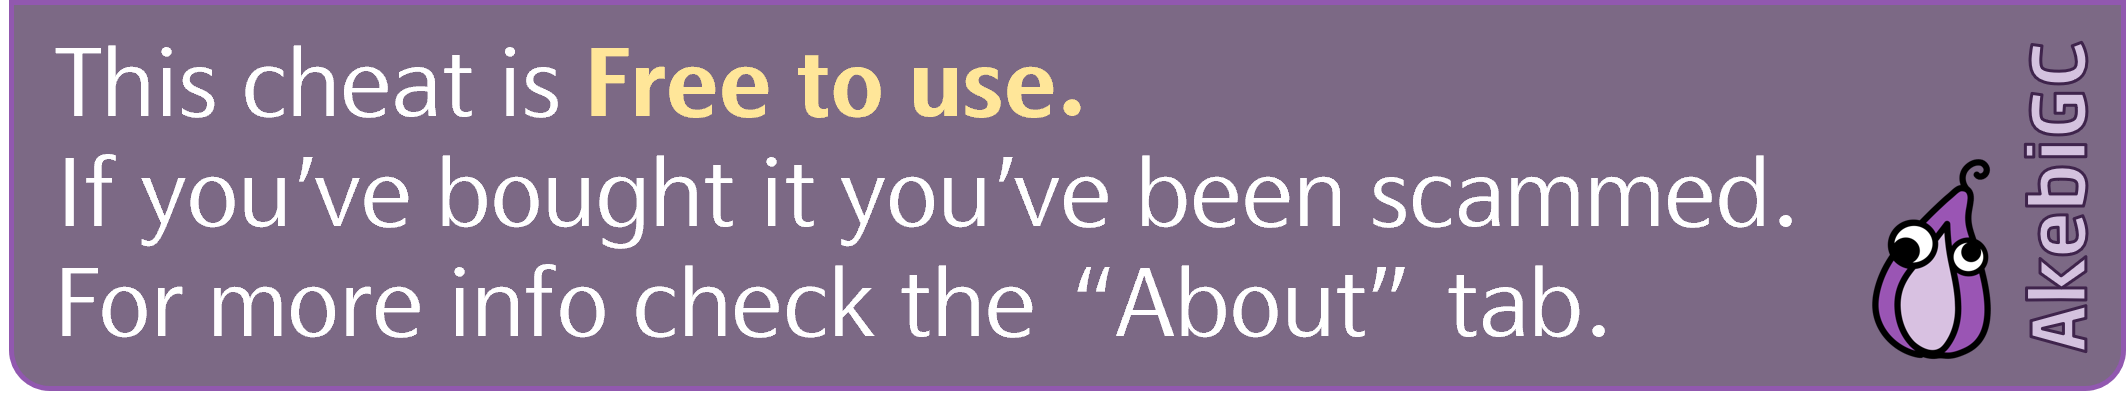 This cheat is Free to use.
If you’ve bought it you’ve been scammed.
For more info check the “About” tab.
AkebiGC